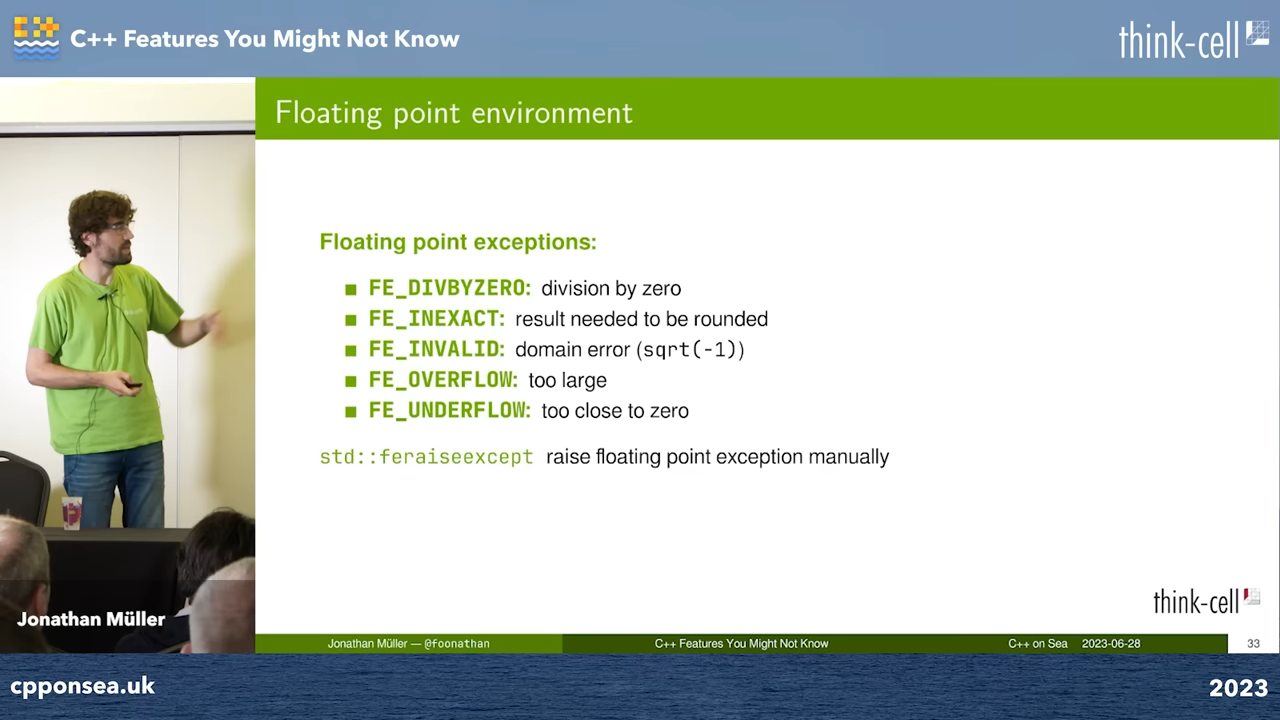 C++ Features You Might Not Know
think-cell
Floating point environment
Floating point exceptions:
FE_DIVBYZERO: division by zero
FE_INEXACT: result needed to be rounded
FE_INVALID: domain error (sqrt(-1))
FE_OVERFLOW: too large
FE_UNDERFLOW: too close to zero
std::feraiseexcept raise floating point exception manually
think-cell
Jonathan Müller
Jonathan Müller — @foonathan C++ Features You Might Not Know C++ on Sea 2023-06-28 33
cpponsea.uk
2023